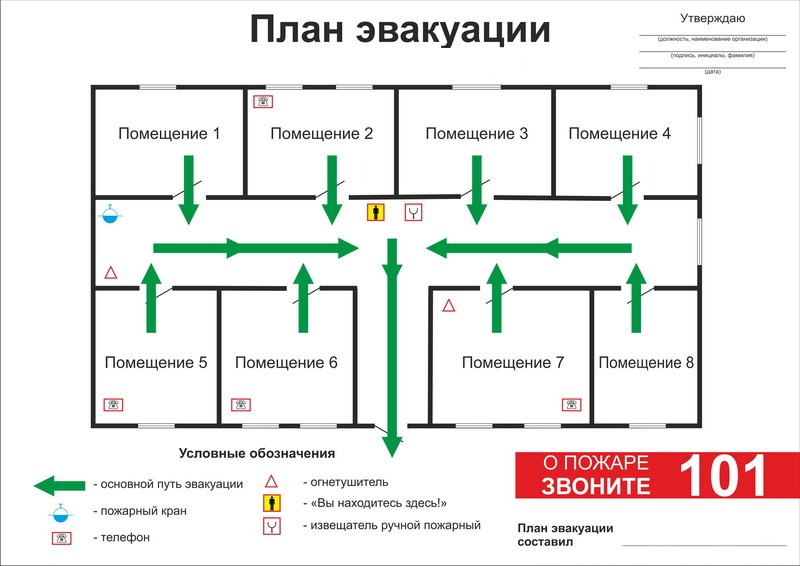 План эвакуации
Утверждаю
(должность, наименование организации)
(подпись, инициалы, фамилия)
(дата)
Помещение 1
Помещение 2
Помещение 3
Помещение 4
Помещение 5
Помещение 6
Помещение 7
Помещение 8
Условные обозначения
- основной путь эвакуации
- пожарный кран
- телефон
- огнетушитель
- «Вы находитесь здесь!»
- извещатель ручной пожарный
О ПОЖАРЕ
ЗВОНИТЕ 101
План эвакуации
составил